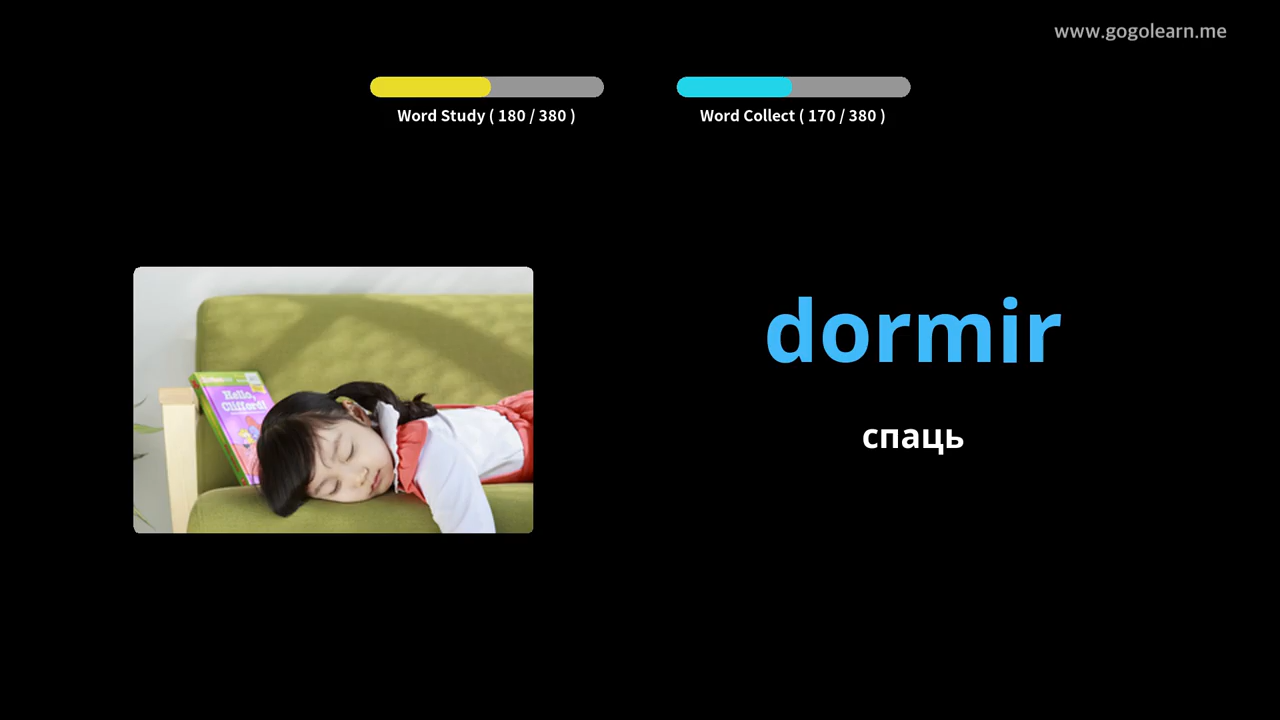 www.gogolearn.me
Word Study ( 180 / 380 )
Word Collect ( 170 / 380 )
Hello,
Clifford!
dormir
спаць